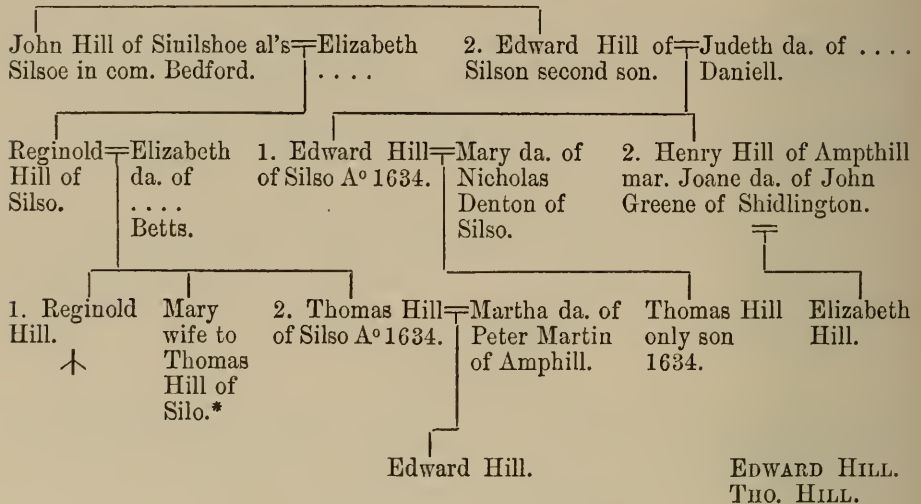 John Hill of Siuilshoe al's=Elizabeth
Silsoe in com. Bedford. . . . .
2. Edward Hill of=Judeth da. of . . . .
Silson second son. Daniell.
Reginold=Elizabeth
Hill of da. of
Silso. . . . .
Betts.
1. Edward Hill=Mary da. of
of Silso Aº 1634. Nicholas
Denton of
Silso.
2. Henry Hill of Ampthill
mar. Joane da. of John
Greene of Shidlington.
1. Reginold
Hill.
Mary
wife to
Thomas
Hill of
Silo.*
2. Thomas Hill=Martha da. of
of Silso Aº 1634. Peter Martin
of Amphill.
Thomas Hill
only son
1634.
Elizabeth
Hill.
Edward Hill.
EDWARD HILL.
THO. HILL.